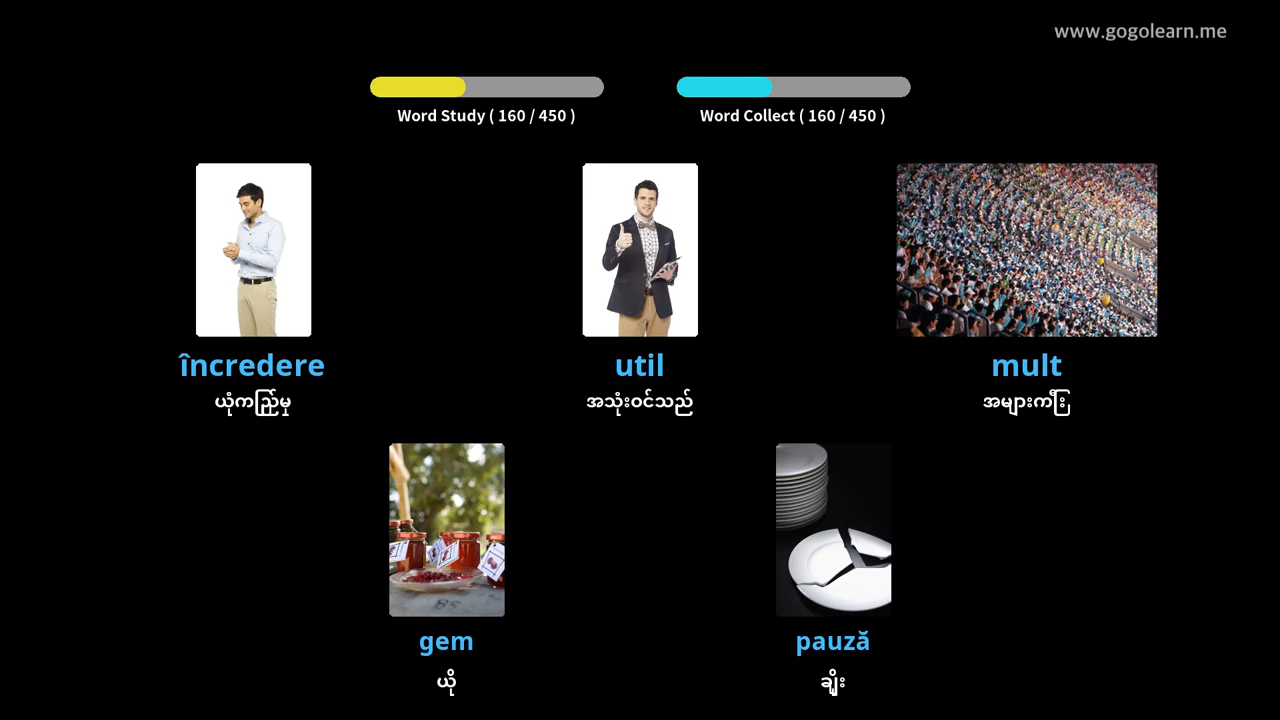 www.gogolearn.me
Word Study ( 160 / 450 )
Word Collect ( 160 / 450 )
încredere
util
mult
ယုံကြည်မှု
အသုံးဝင်သည်
အများကြီး
gem
pauză
ယို
ချိုး